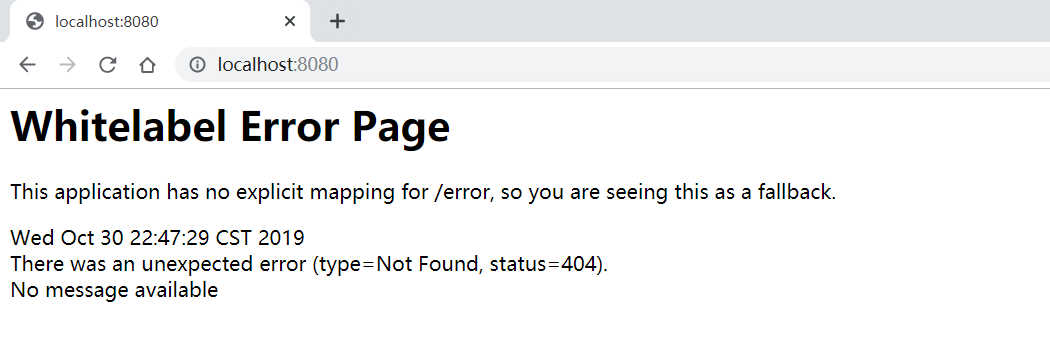 localhost:8080
localhost:8080
Whitelabel Error Page
This application has no explicit mapping for /error, so you are seeing this as a fallback.
Wed Oct 30 22:47:29 CST 2019
There was an unexpected error (type=Not Found, status=404).
No message available